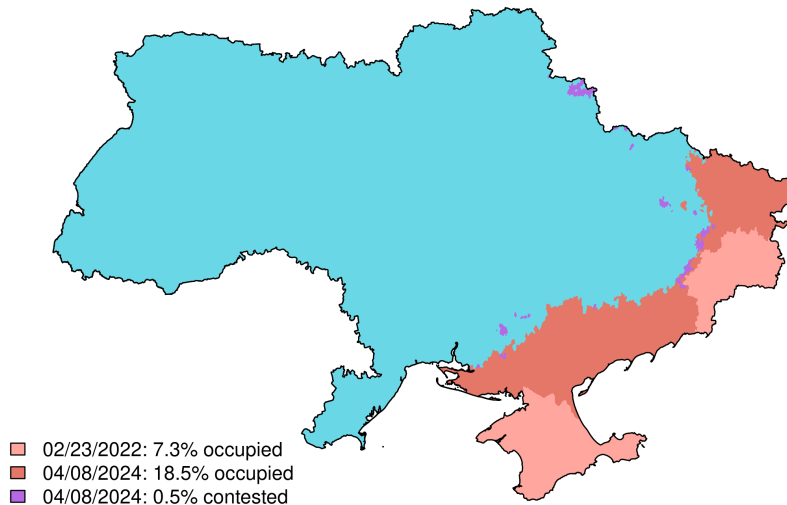 02/23/2022: 7.3% occupied
04/08/2024: 18.5% occupied
04/08/2024: 0.5% contested